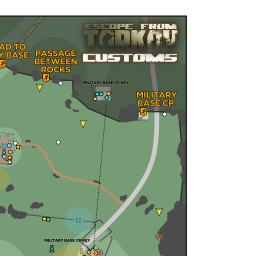 ESCAPE FROM
TARKOV
CUSTOMS
AD TO
Y BASE
PASSAGE
BETWEEN
ROCKS
MILITARY BASE CP KEY
MILITARY
BASE CP
MILITARY BASE CP KEY